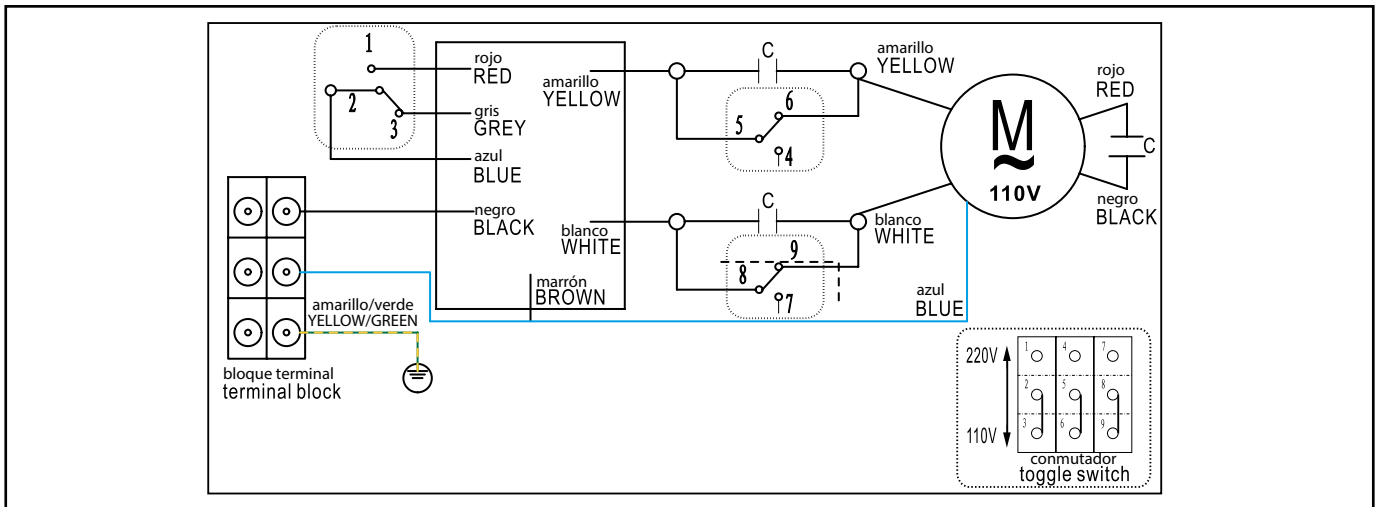 1
2
3
rojo
RED
gris
GREY
azul
BLUE
negro
BLACK
amarillo
YELLOW
blanco
WHITE
marrón
BROWN
C
6
5
4
C
9
8
7
amarillo
YELLOW
blanco
WHITE
azul
BLUE
M
110V
rojo
RED
C
negro
BLACK
amarillo/verde
YELLOW/GREEN
bloque terminal
terminal block
220V
110V
1 4 7
2 5 8
3 6 9
conmutador
toggle switch